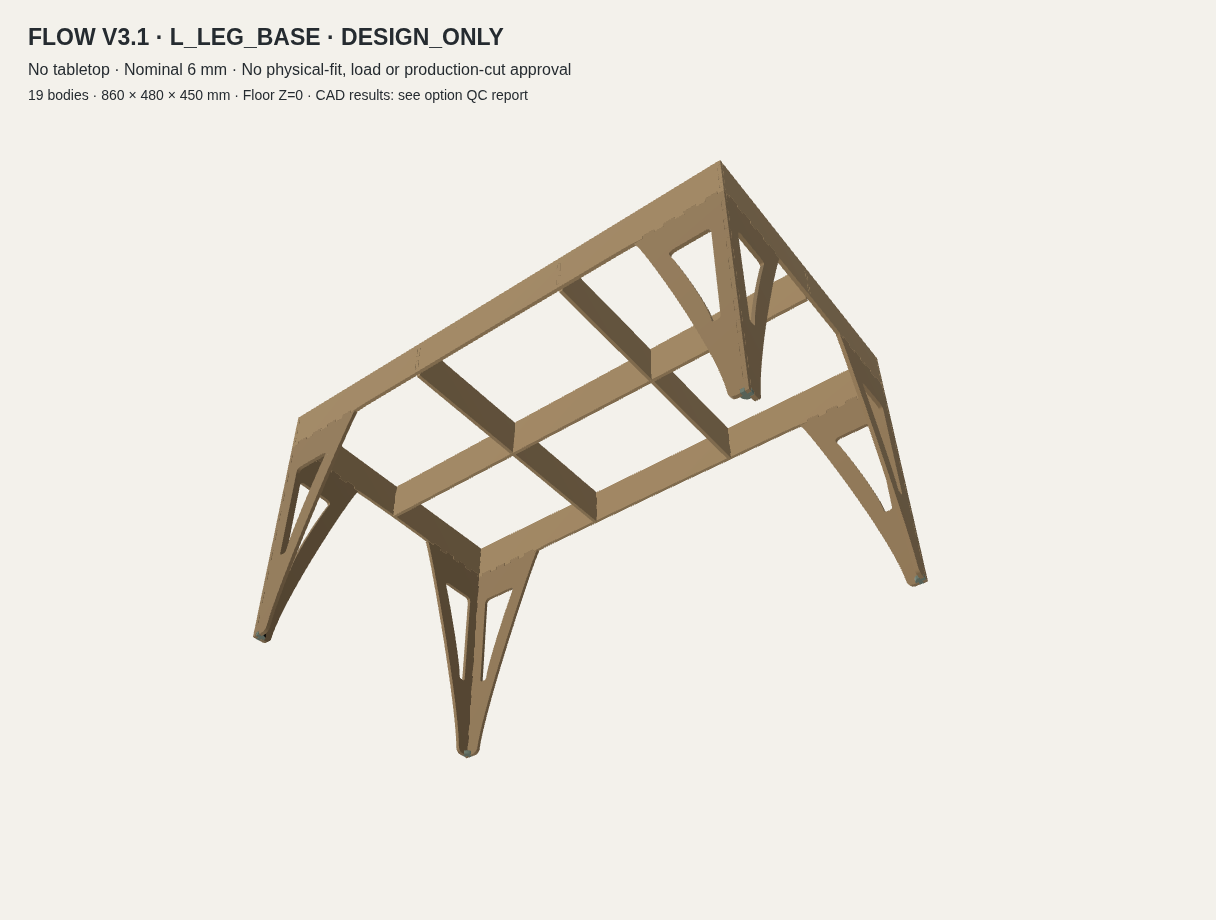 FLOW V3.1 · L_LEG_BASE · DESIGN_ONLY
No tabletop · Nominal 6 mm · No physical-fit, load or production-cut approval
19 bodies · 860 × 480 × 450 mm · Floor Z=0 · CAD results: see option QC report